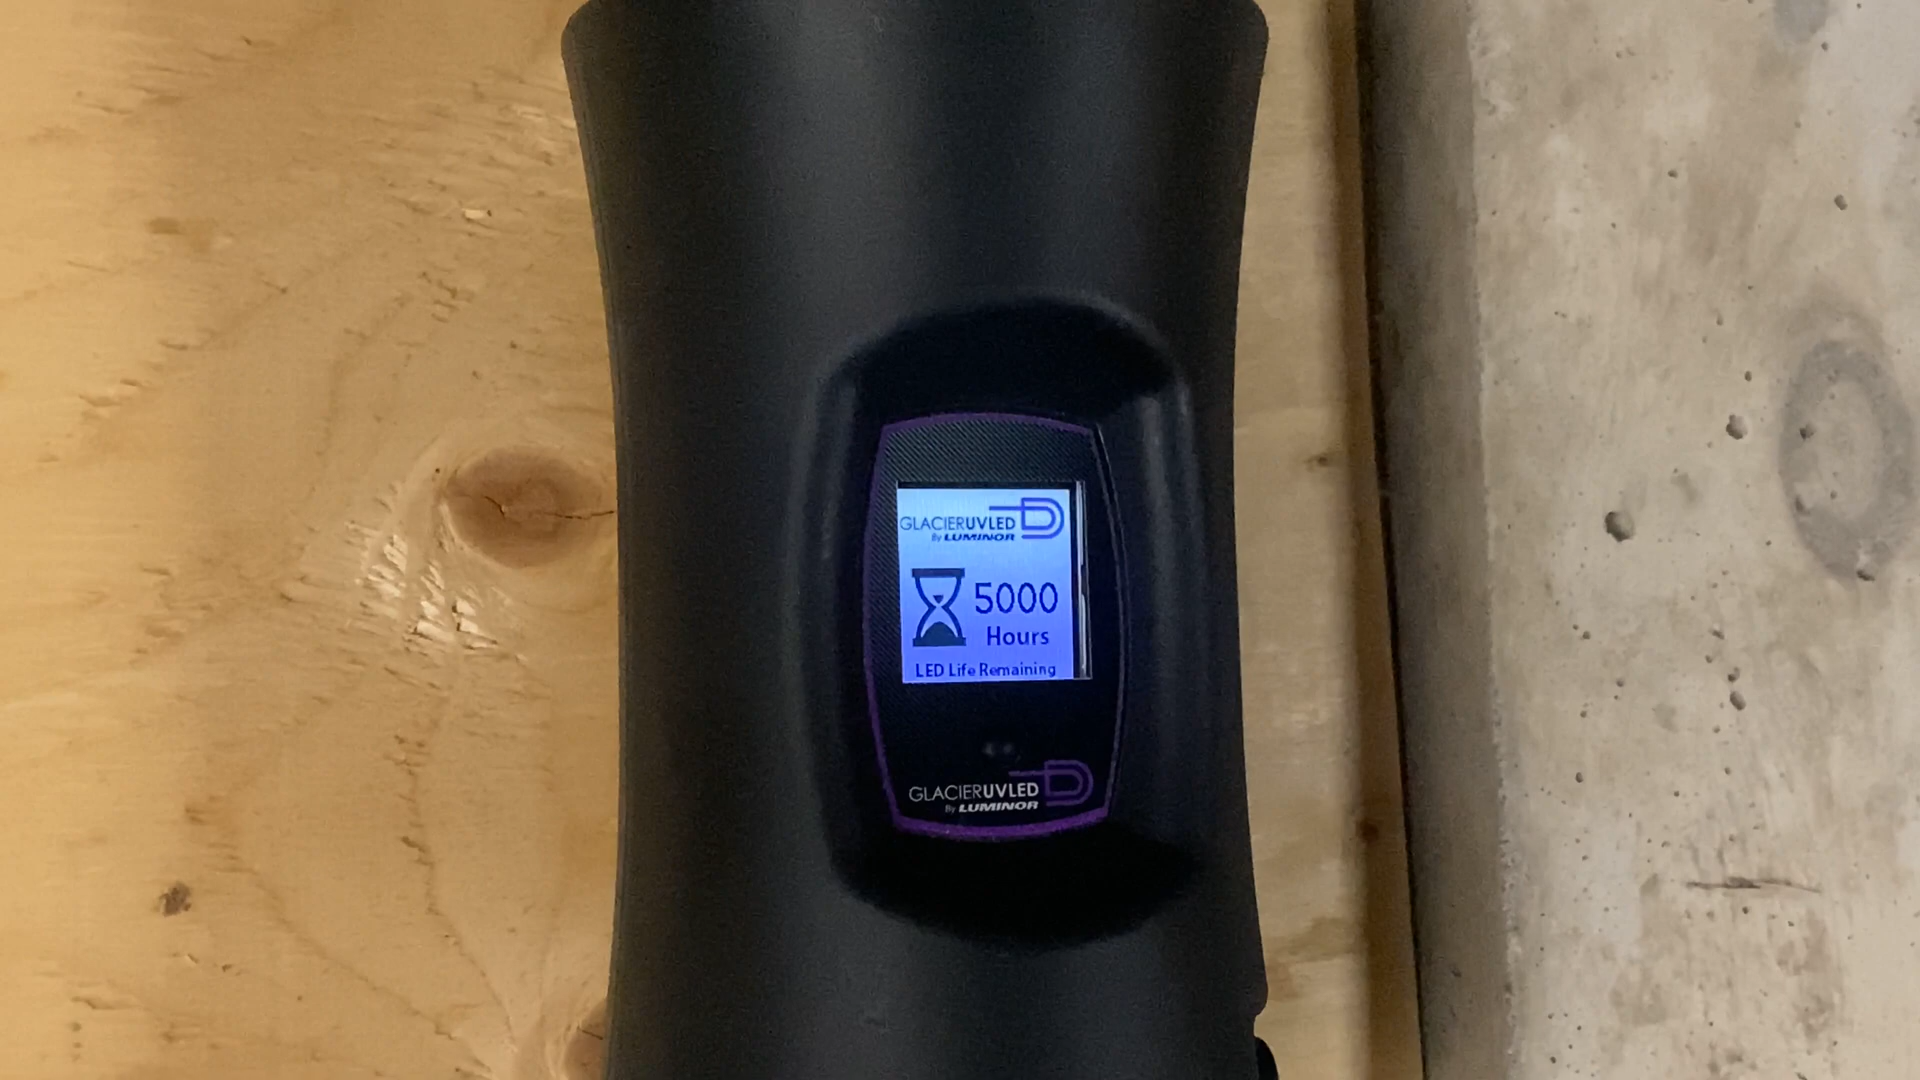 GLACIERUVLED
By LUMINOR
5000
Hours
LED Life Remaining
GLACIERUVLED
By LUMINOR